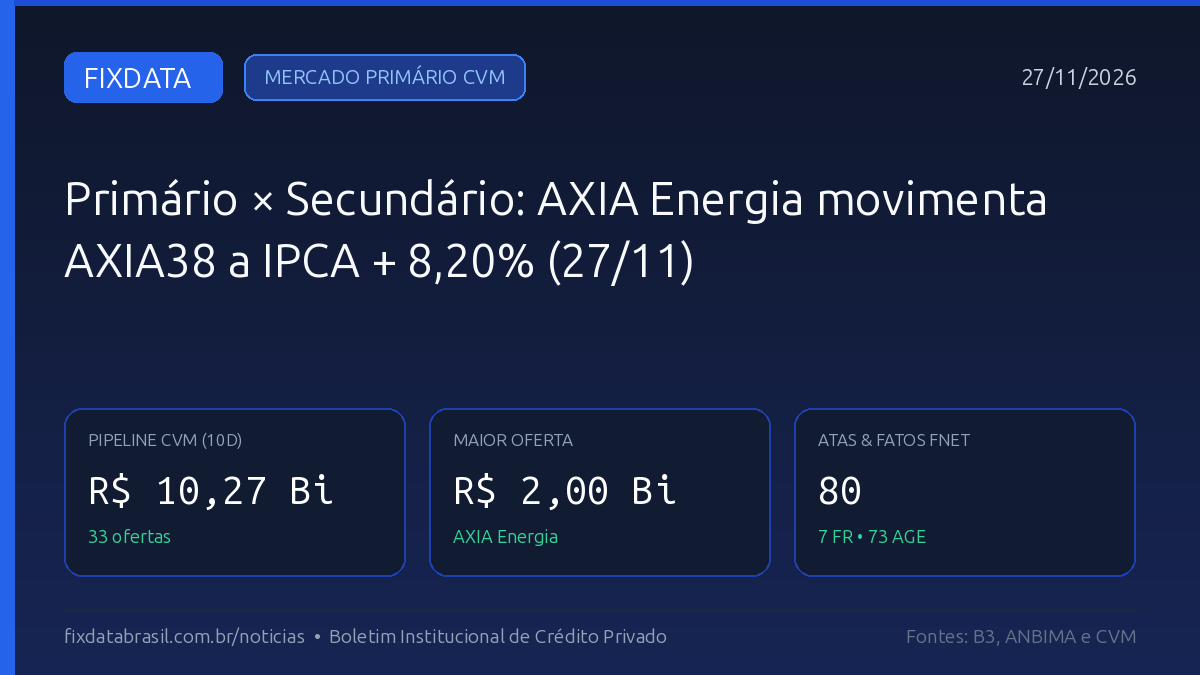 FIXDATA
MERCADO PRIMÁRIO CVM
27/11/2026
Primário × Secundário: AXIA Energia movimenta
AXIA38 a IPCA + 8,20% (27/11)
PIPELINE CVM (10D)
R$ 10,27 Bi
33 ofertas
MAIOR OFERTA
R$ 2,00 Bi
AXIA Energia
ATAS & FATOS FNET
80
7 FR • 73 AGE
fixdatabrasil.com.br/noticias • Boletim Institucional de Crédito Privado
Fontes: B3, ANBIMA e CVM